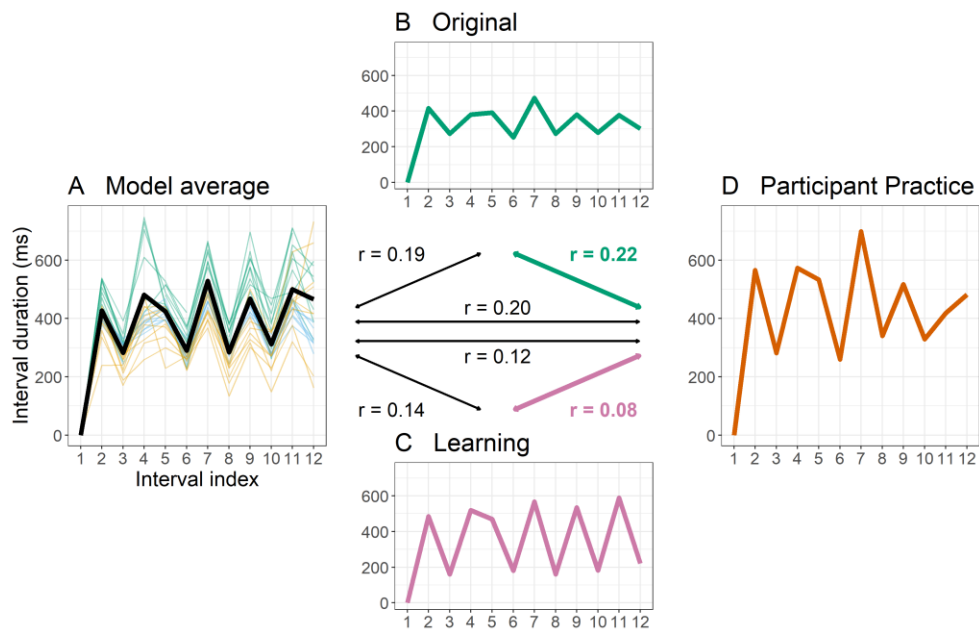 B Original
600
400
200
0
1 2 3 4 5 6 7 8 9 10 11 12
A Model average
Interval duration (ms)
600
400
200
0
1 2 3 4 5 6 7 8 9 10 11 12
Interval index
r = 0.19
r = 0.22
r = 0.20
r = 0.12
r = 0.14
r = 0.08
D Participant Practice
600
400
200
0
1 2 3 4 5 6 7 8 9 10 11 12
C Learning
600
400
200
0
1 2 3 4 5 6 7 8 9 10 11 12